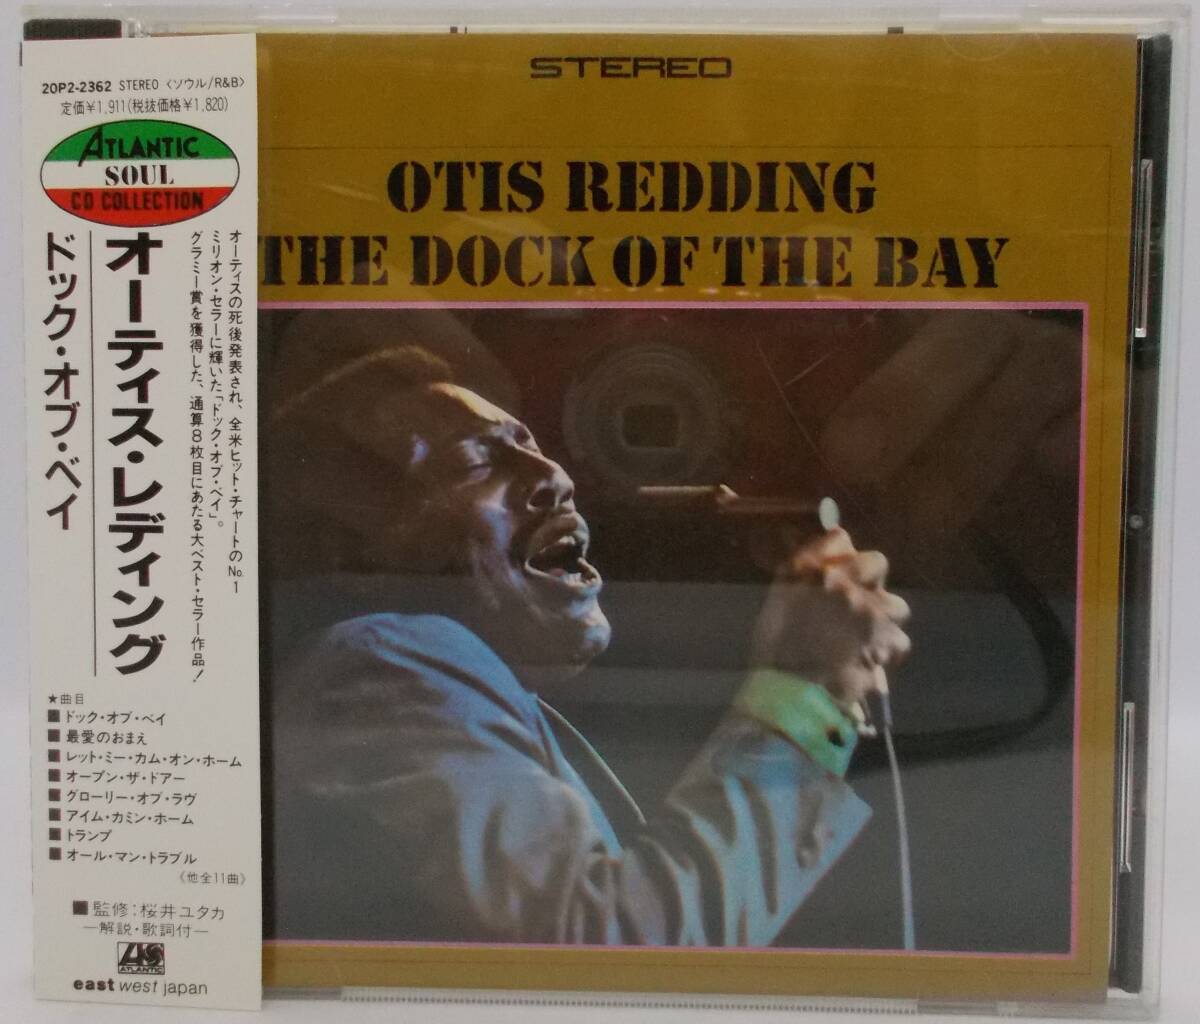 20P2-2362 STEREO〈ソウル/R&B〉
定価¥1,911(税抜価格¥1,820)
ATLANTIC
SOUL
CD COLLECTION
オーティス・レディング
ドック・オブ・ベイ
オーティスの死後発表され、全米ヒット・チャートのNo.1
ミリオン・セラーに輝いた「ドック・オブ・ベイ」。
グラミー賞を獲得した、通算8枚目にあたる大ベスト・セラー作品!
★曲目
■ドック・オブ・ベイ
■最愛のおまえ
■レット・ミー・カム・オン・ホーム
■オープン・ザ・ドアー
■グローリー・オブ・ラヴ
■アイム・カミン・ホーム
■トランプ
■オール・マン・トラブル
《他全11曲》
■監修:桜井ユタカ
—解説・歌詞付—
ATLANTIC
east west japan
STEREO
OTIS REDDING
THE DOCK OF THE BAY